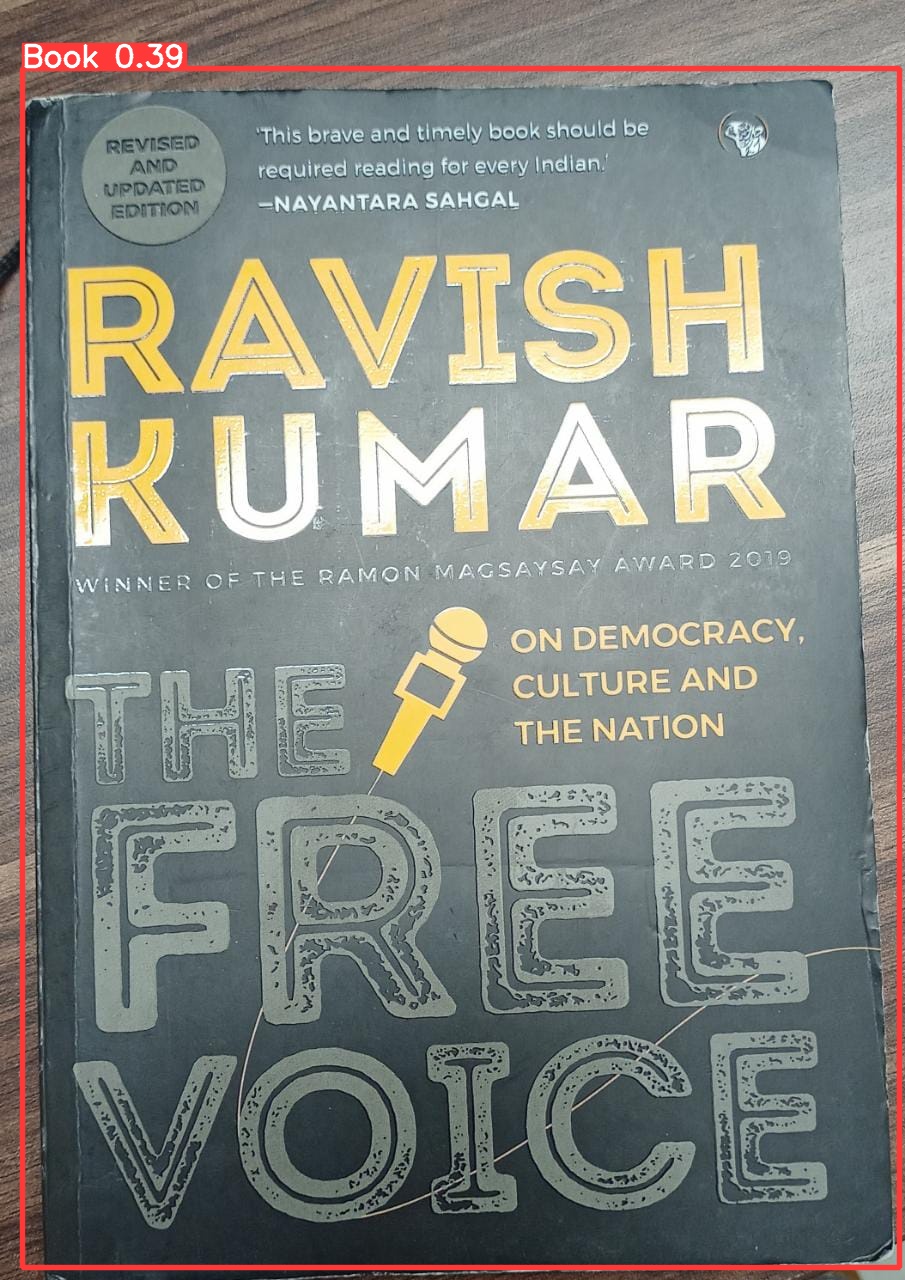 Book 0.39
REVISED
AND
UPDATED
EDITION
'This brave and timely book should be
required reading for every Indian.'
—NAYANTARA SAHGAL
RAVISH
KUMAR
WINNER OF THE RAMON MAGSAYSAY AWARD 2019
ON DEMOCRACY,
CULTURE AND
THE NATION
THE
FREE
VOICE